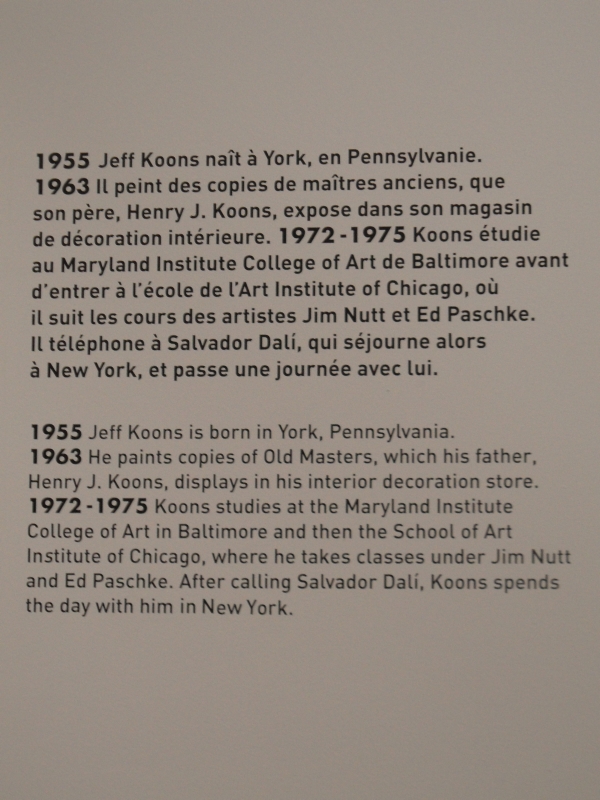 1955 Jeff Koons naît à York, en Pennsylvanie.
1963 Il peint des copies de maîtres anciens, que
son père, Henry J. Koons, expose dans son magasin
de décoration intérieure. 1972-1975 Koons étudie
au Maryland Institute College of Art de Baltimore avant
d'entrer à l'école de l'Art Institute of Chicago, où
il suit les cours des artistes Jim Nutt et Ed Paschke.
Il téléphone à Salvador Dalí, qui séjourne alors
à New York, et passe une journée avec lui.
1955 Jeff Koons is born in York, Pennsylvania.
1963 He paints copies of Old Masters, which his father,
Henry J. Koons, displays in his interior decoration store.
1972-1975 Koons studies at the Maryland Institute
College of Art in Baltimore and then the School of Art
Institute of Chicago, where he takes classes under Jim Nutt
and Ed Paschke. After calling Salvador Dalí, Koons spends
the day with him in New York.